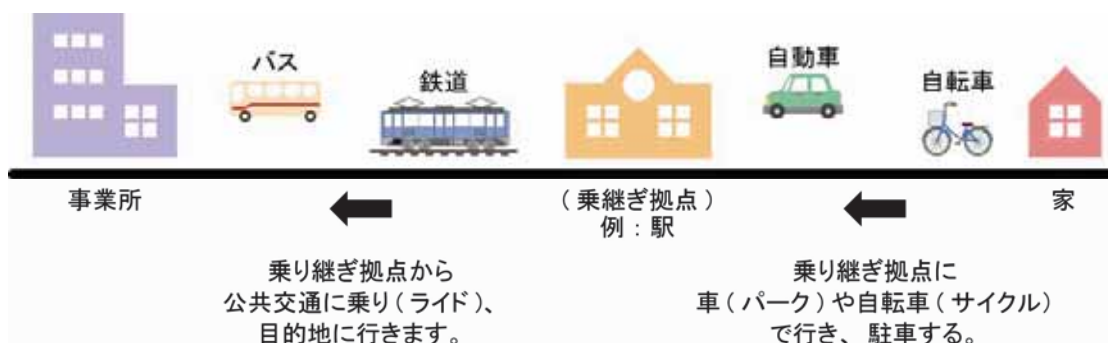 バス
鉄道
自動車
自転車
事業所
（乗継ぎ拠点）
例：駅
家
乗り継ぎ拠点から
公共交通に乗り（ライド）、
目的地に行きます。
乗り継ぎ拠点に
車（パーク）や自転車（サイクル）
で行き、駐車する。